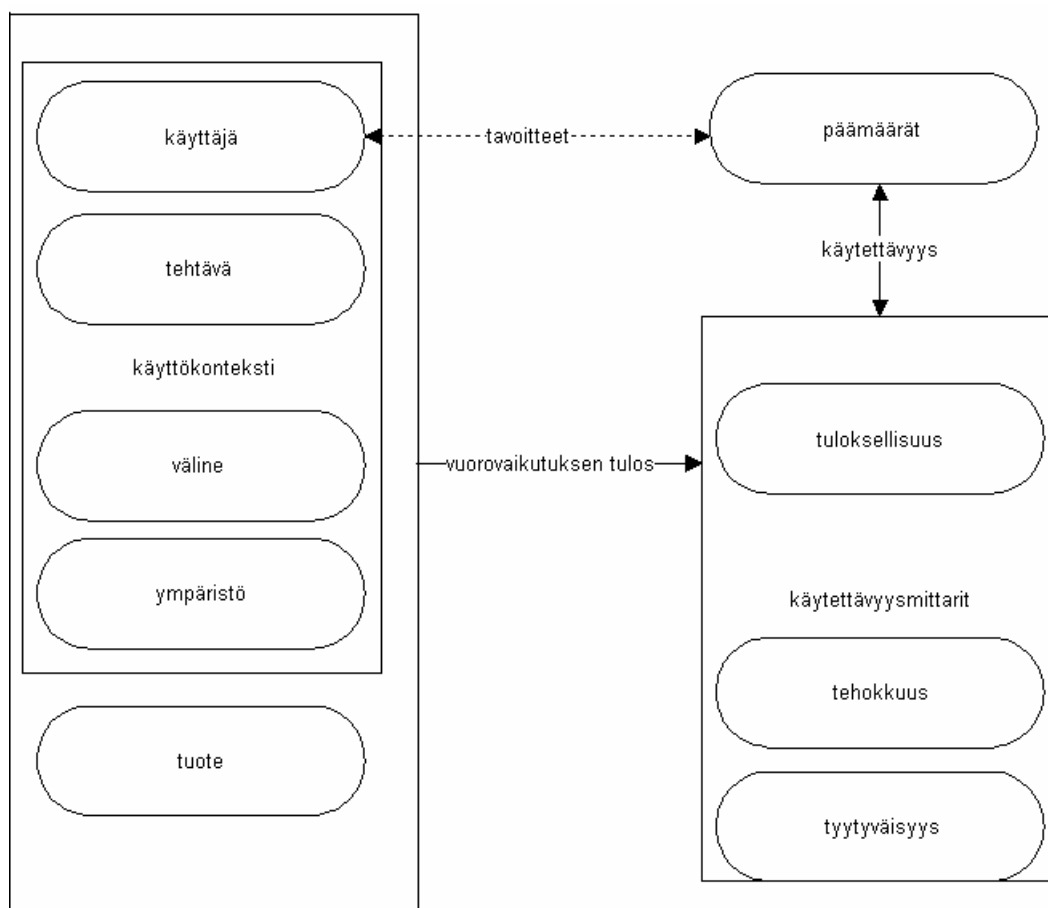 käyttäjä
tavoitteet
päämäärät
tehtävä
käytettävyys
käyttökonteksti
väline
vuorovaikutuksen tulos
tuloksellisuus
ympäristö
käytettävyysmittarit
tehokkuus
tuote
tyytyväisyys